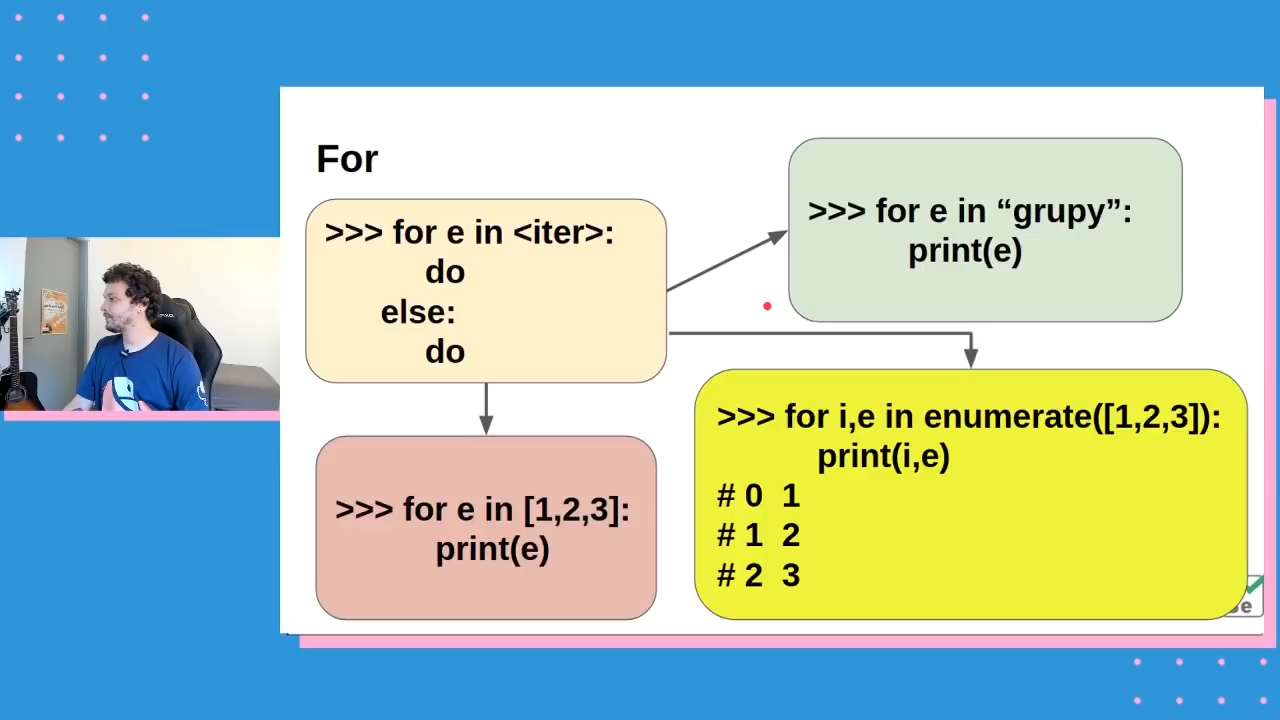 For
>>> for e in <iter>:
do
else:
do
>>> for e in “grupy”:
print(e)
>>> for e in [1,2,3]:
print(e)
>>> for i,e in enumerate([1,2,3]):
print(i,e)
# 0 1
# 1 2
# 2 3